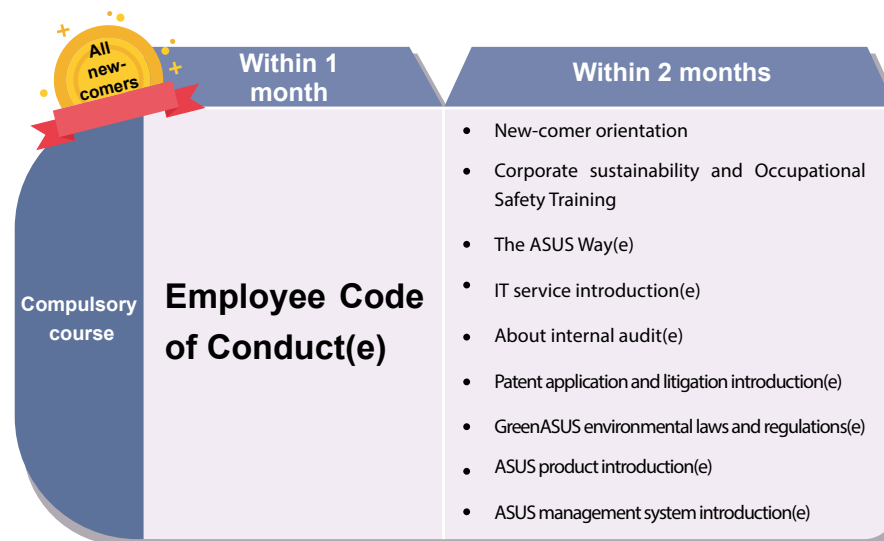 All
new-
comers
Within 1
month
Within 2 months
Compulsory
course
Employee Code
of Conduct(e)
• New-comer orientation
• Corporate sustainability and Occupational
Safety Training
• The ASUS Way(e)
• IT service introduction(e)
• About internal audit(e)
• Patent application and litigation introduction(e)
• GreenASUS environmental laws and regulations(e)
• ASUS product introduction(e)
• ASUS management system introduction(e)